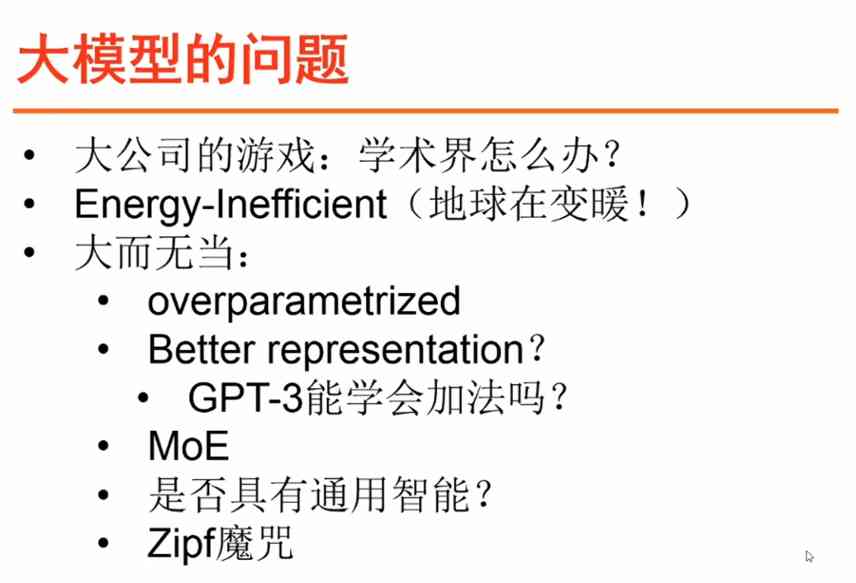 大模型的问题
• 大公司的游戏：学术界怎么办？
• Energy-Inefficient（地球在变暖！）
• 大而无当：
• overparametrized
• Better representation？
• GPT-3能学会加法吗？
• MoE
• 是否具有通用智能？
• Zipf魔咒